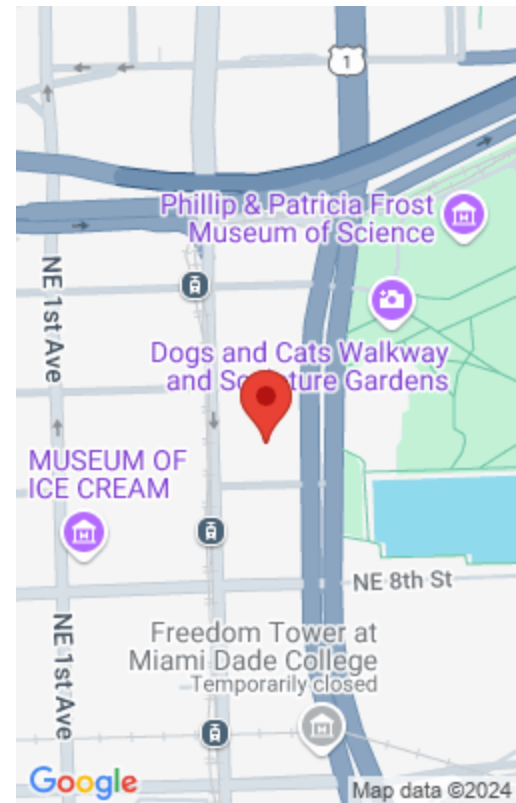 1
Phillip & Patricia Frost
Museum of Science
NE 1st Ave
Dogs and Cats Walkway
and Sculpture Gardens
MUSEUM OF
ICE CREAM
NE 8th St
NE 1st Ave
Freedom Tower at
Miami Dade College
Temporarily closed
Google
Map data ©2024